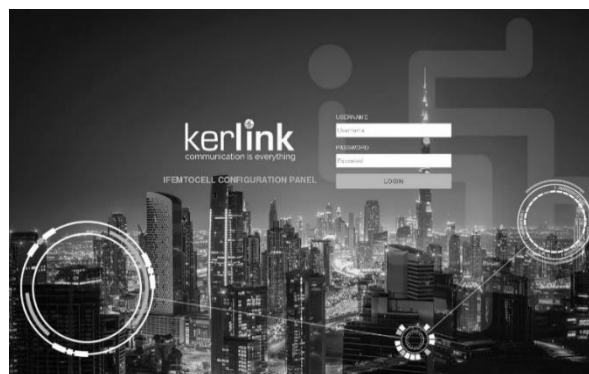 kerlink
communication is everything
IFEMTOCELL CONFIGURATION PANEL
USERNAME
Username
PASSWORD
Password
LOGIN